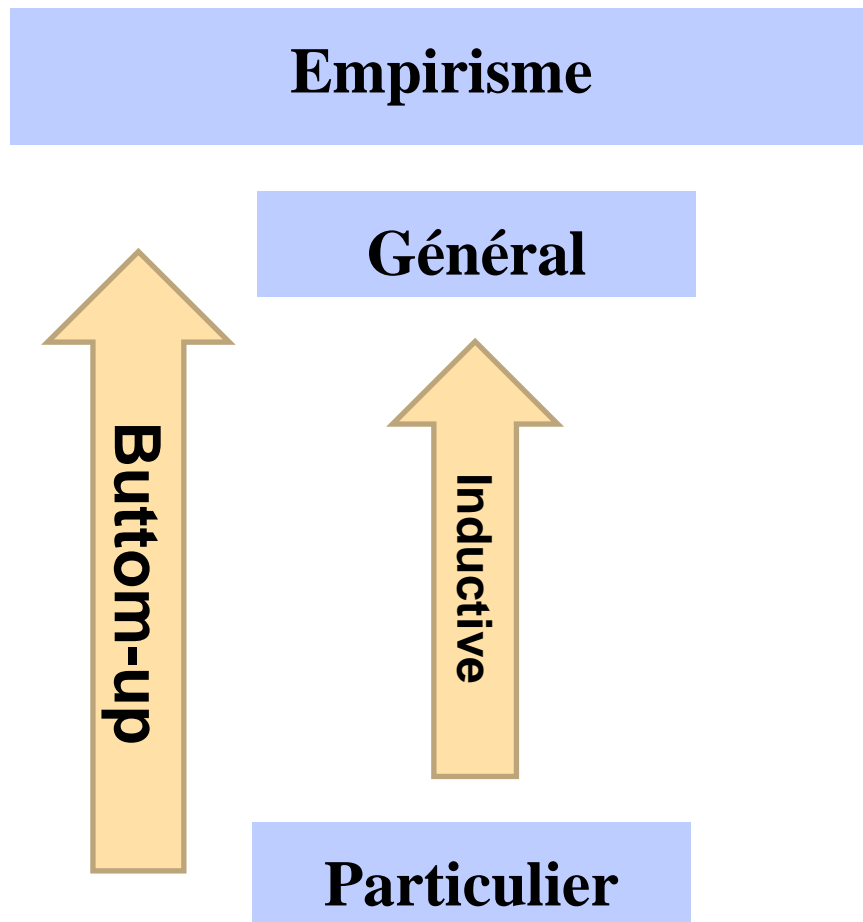 Empirisme
Général
Buttom-up
Inductive
Particulier